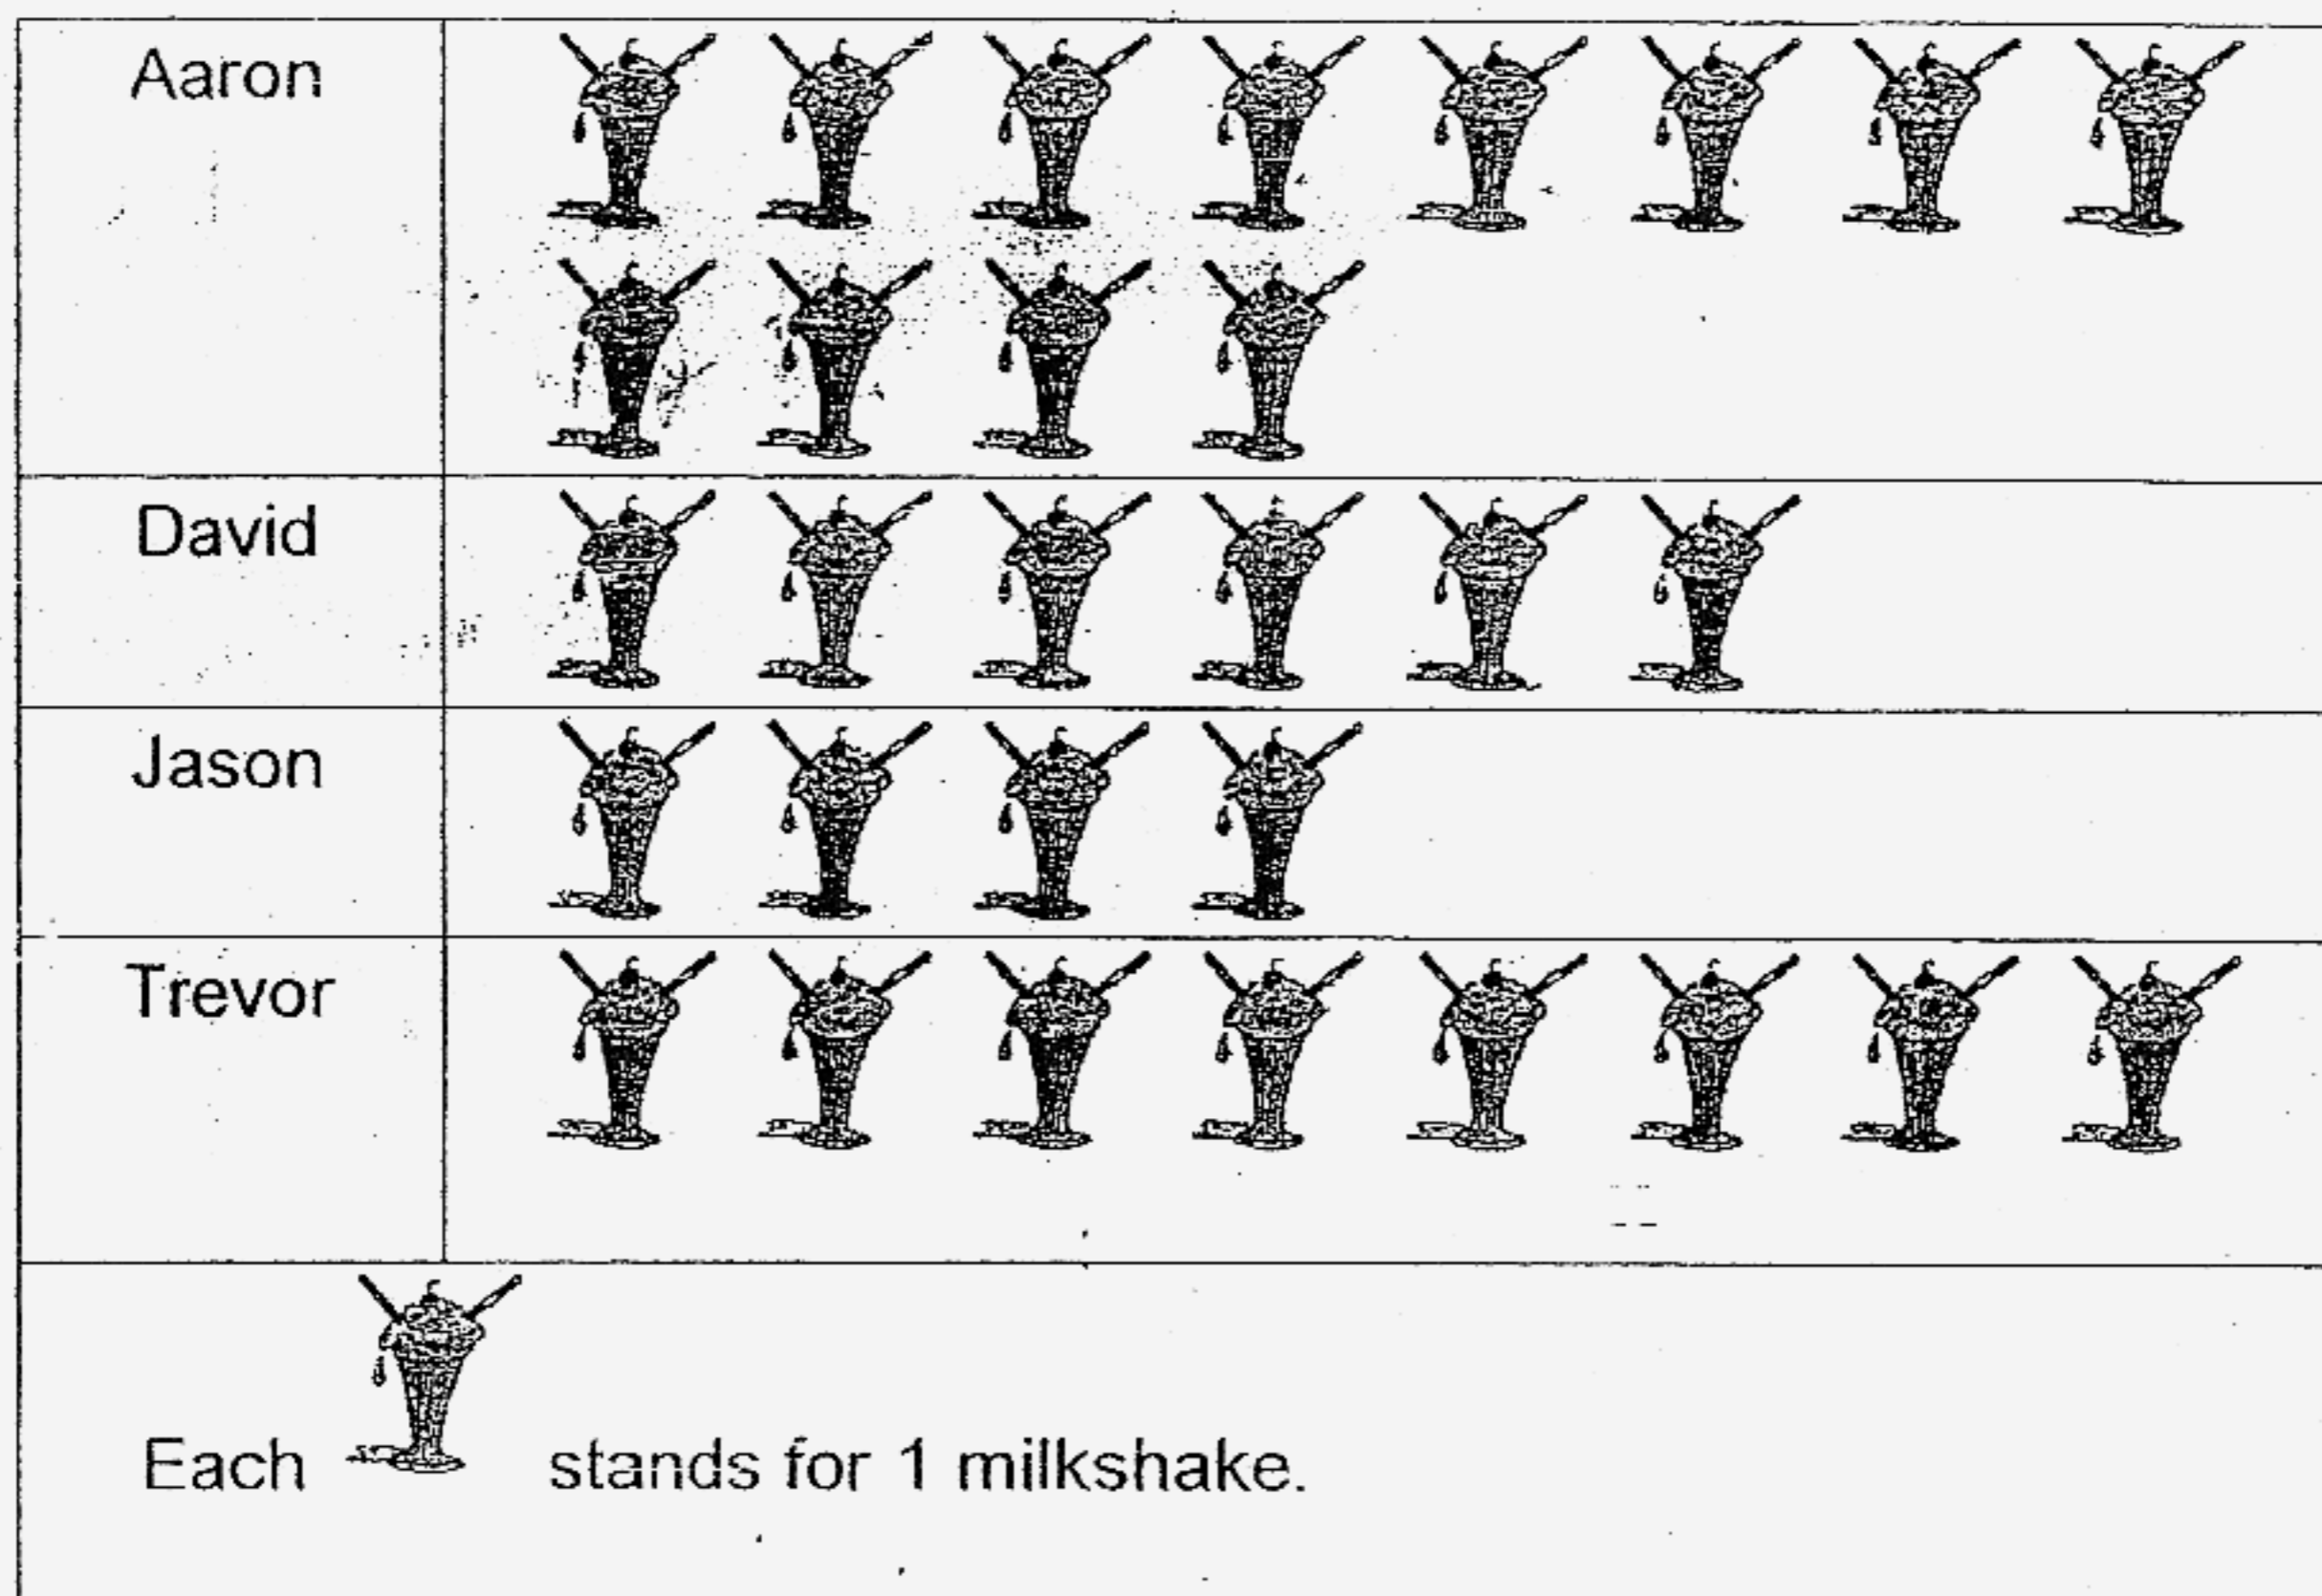 Aaron
David
Jason
Trevor
Each stands for 1 milkshake.